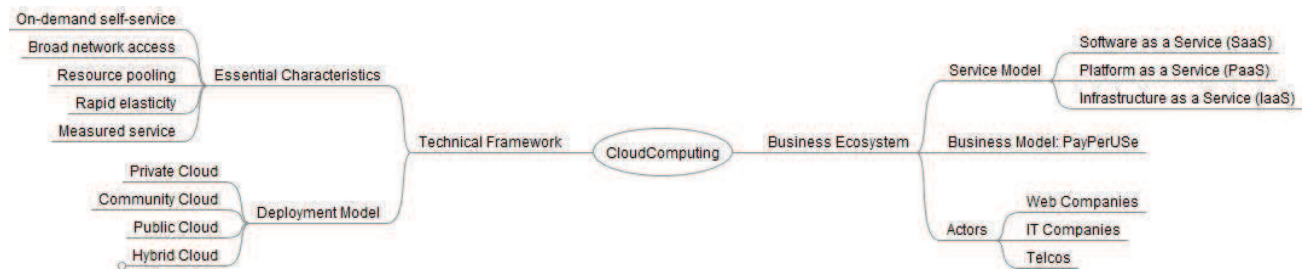 On-demand self-service
Broad network access
Resource pooling
Rapid elasticity
Measured service
Essential Characteristics
Private Cloud
Community Cloud
Public Cloud
Hybrid Cloud
Deployment Model
Technical Framework
CloudComputing
Business Ecosystem
Service Model
Software as a Service (SaaS)
Platform as a Service (PaaS)
Infrastructure as a Service (IaaS)
Business Model: PayPerUSe
Actors
Web Companies
IT Companies
Telcos